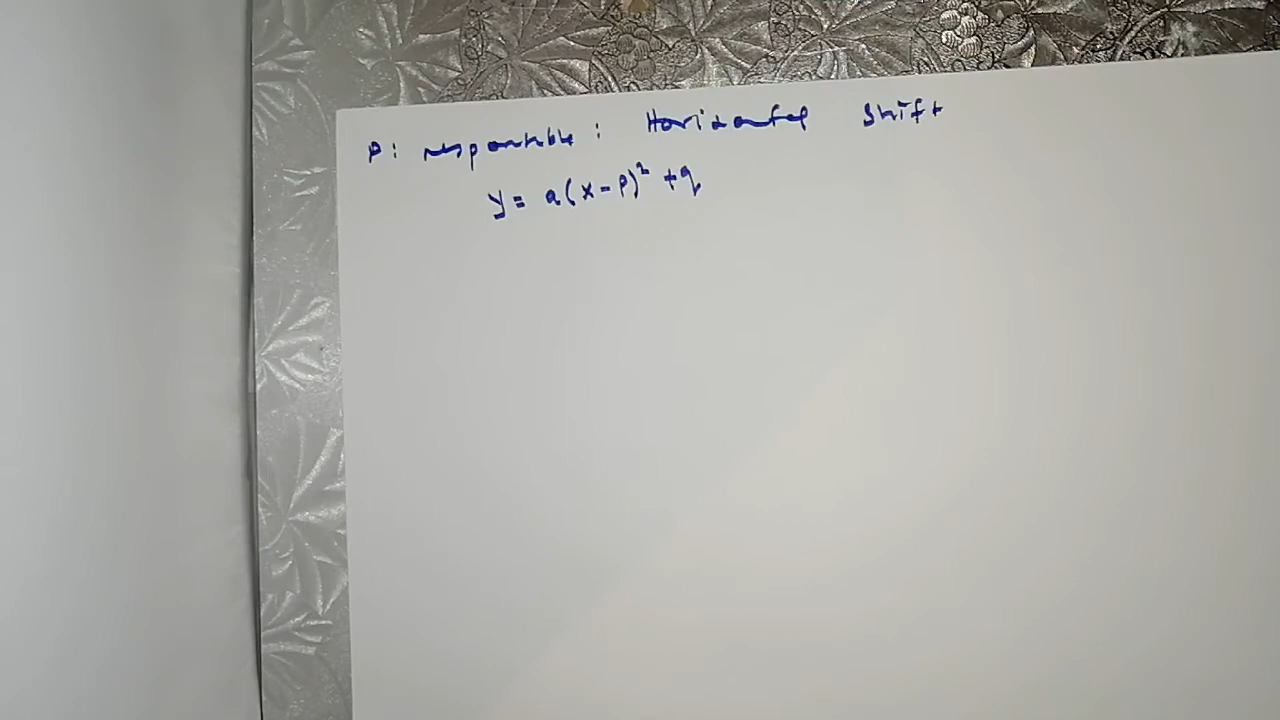 P: responsible: Horizontal Shift
y = a(x-p)² +q